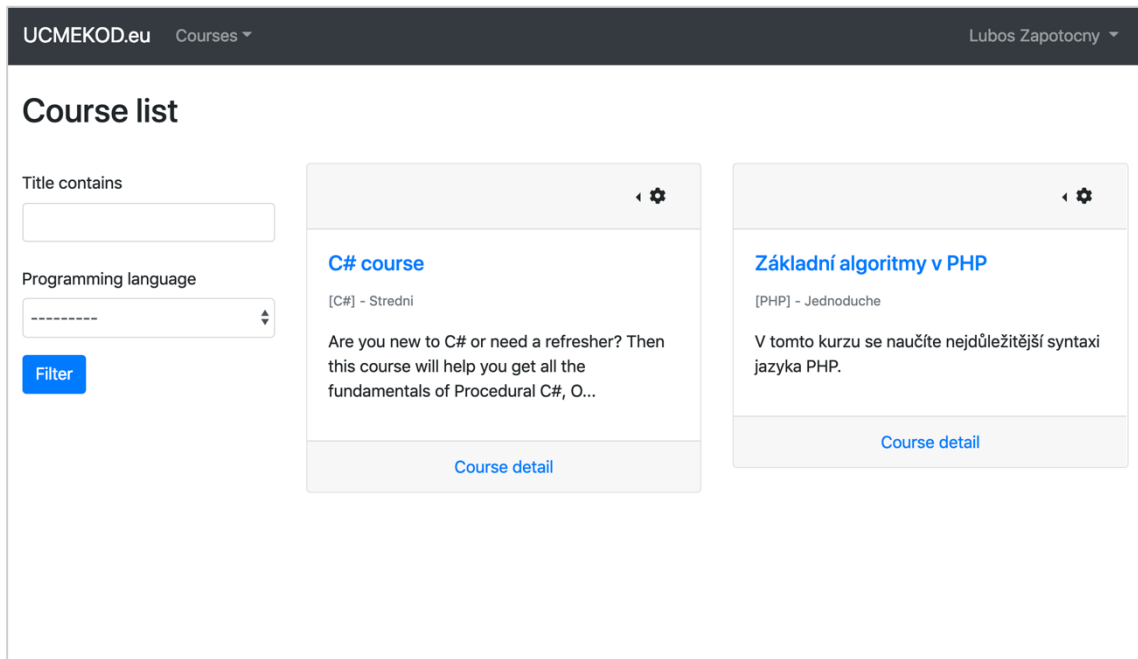 UCMEKOD.eu Courses Lubos Zapotocny
Course list
Title contains
Programming language
---------
Filter
C# course
[C#] - Stredni
Are you new to C# or need a refresher? Then
this course will help you get all the
fundamentals of Procedural C#, O...
Course detail
Základní algoritmy v PHP
[PHP] - Jednoduche
V tomto kurzu se naučíte nejdůležitější syntaxi
jazyka PHP.
Course detail